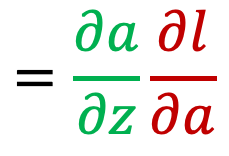 = ∂a/∂z ∂l/∂a